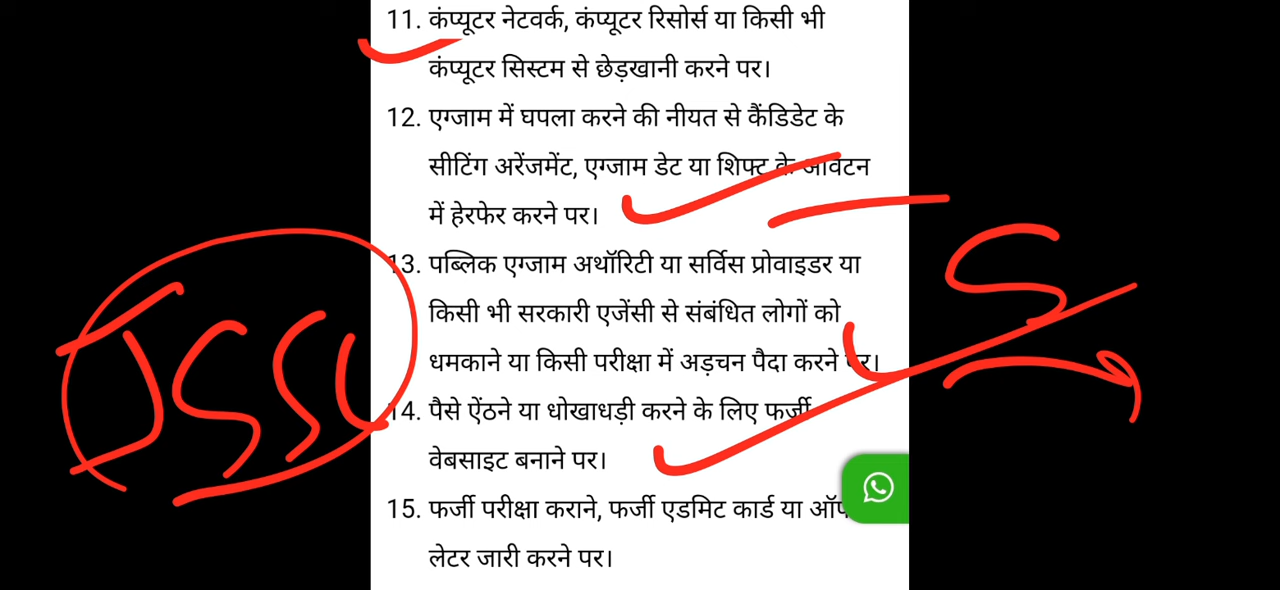 11. कंप्यूटर नेटवर्क, कंप्यूटर रिसोर्स या किसी भी
कंप्यूटर सिस्टम से छेड़खानी करने पर।
12. एग्जाम में घपला करने की नीयत से कैंडिडेट के
सीटिंग अरेंजमेंट, एग्जाम डेट या शिफ्ट के आवंटन
में हेरफेर करने पर।
13. पब्लिक एग्जाम अथॉरिटी या सर्विस प्रोवाइडर या
किसी भी सरकारी एजेंसी से संबंधित लोगों को
धमकाने या किसी परीक्षा में अड़चन पैदा करने पर।
14. पैसे ऐंठने या धोखाधड़ी करने के लिए फर्जी
वेबसाइट बनाने पर।
15. फर्जी परीक्षा कराने, फर्जी एडमिट कार्ड या
लेटर जारी करने पर।
JSSC
S